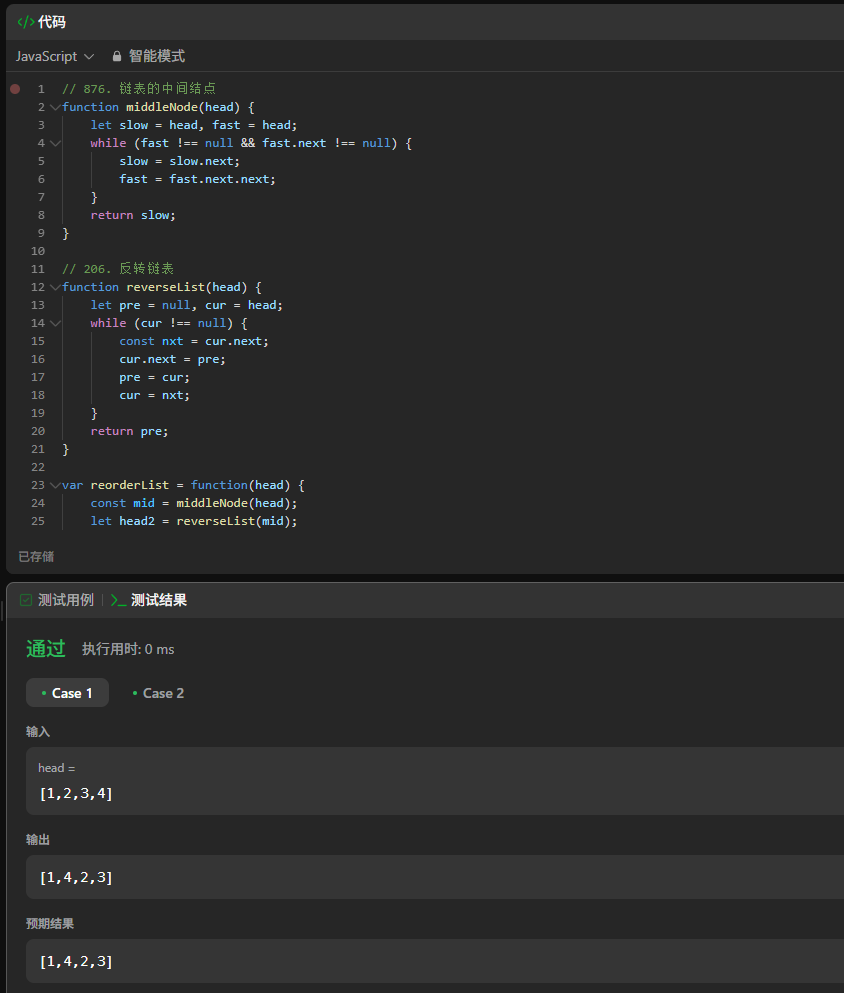 </> 代码
JavaScript 智能模式
1 // 876. 链表的中间结点
2 function middleNode(head) {
3 let slow = head, fast = head;
4 while (fast !== null && fast.next !== null) {
5 slow = slow.next;
6 fast = fast.next.next;
7 }
8 return slow;
9 }
10
11 // 206. 反转链表
12 function reverseList(head) {
13 let pre = null, cur = head;
14 while (cur !== null) {
15 const nxt = cur.next;
16 cur.next = pre;
17 pre = cur;
18 cur = nxt;
19 }
20 return pre;
21 }
22
23 var reorderList = function(head) {
24 const mid = middleNode(head);
25 let head2 = reverseList(mid);
已存储
测试用例 | >_ 测试结果
通过 执行用时: 0 ms
• Case 1 • Case 2
输入
head =
[1,2,3,4]
输出
[1,4,2,3]
预期结果
[1,4,2,3]